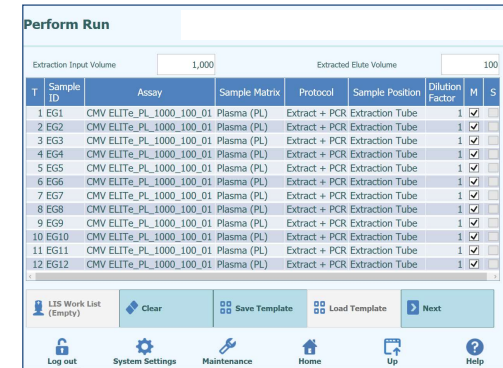 Perform Run
Extraction Input Volume 1,000 Extracted Elute Volume 100
T Sample ID Assay Sample Matrix Protocol Sample Position Dilution Factor M S
1 EG1 CMV ELITe_PL_1000_100_01 Plasma (PL) Extract + PCR Extraction Tube 1
2 EG2 CMV ELITe_PL_1000_100_01 Plasma (PL) Extract + PCR Extraction Tube 1
3 EG3 CMV ELITe_PL_1000_100_01 Plasma (PL) Extract + PCR Extraction Tube 1
4 EG4 CMV ELITe_PL_1000_100_01 Plasma (PL) Extract + PCR Extraction Tube 1
5 EG5 CMV ELITe_PL_1000_100_01 Plasma (PL) Extract + PCR Extraction Tube 1
6 EG6 CMV ELITe_PL_1000_100_01 Plasma (PL) Extract + PCR Extraction Tube 1
7 EG7 CMV ELITe_PL_1000_100_01 Plasma (PL) Extract + PCR Extraction Tube 1
8 EG8 CMV ELITe_PL_1000_100_01 Plasma (PL) Extract + PCR Extraction Tube 1
9 EG9 CMV ELITe_PL_1000_100_01 Plasma (PL) Extract + PCR Extraction Tube 1
10 EG10 CMV ELITe_PL_1000_100_01 Plasma (PL) Extract + PCR Extraction Tube 1
11 EG11 CMV ELITe_PL_1000_100_01 Plasma (PL) Extract + PCR Extraction Tube 1
12 EG12 CMV ELITe_PL_1000_100_01 Plasma (PL) Extract + PCR Extraction Tube 1
LIS Work List (Empty) Clear Save Template Load Template Next
Log out System Settings Maintenance Home Up Help